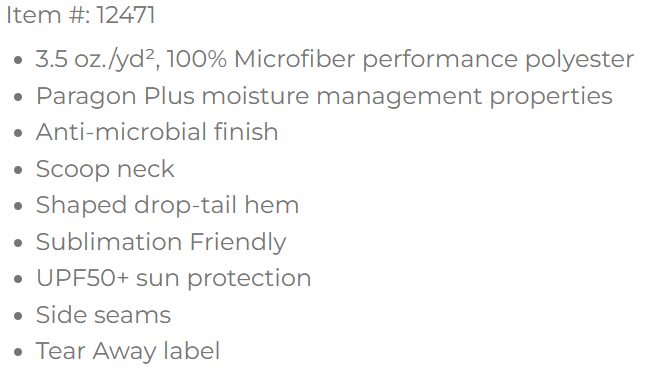 Item #: 12471
• 3.5 oz./yd², 100% Microfiber performance polyester
• Paragon Plus moisture management properties
• Anti-microbial finish
• Scoop neck
• Shaped drop-tail hem
• Sublimation Friendly
• UPF50+ sun protection
• Side seams
• Tear Away label